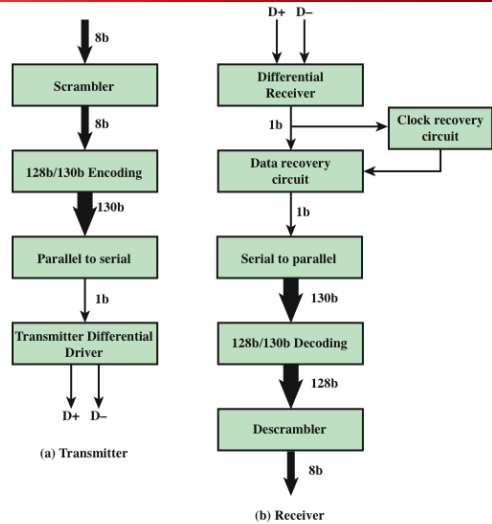 8b
Scrambler
8b
128b/130b Encoding
130b
Parallel to serial
1b
Transmitter Differential
Driver
D+ D–
(a) Transmitter
D+ D–
Differential
Receiver
1b
Clock recovery
circuit
Data recovery
circuit
1b
Serial to parallel
130b
128b/130b Decoding
128b
Descrambler
8b
(b) Receiver